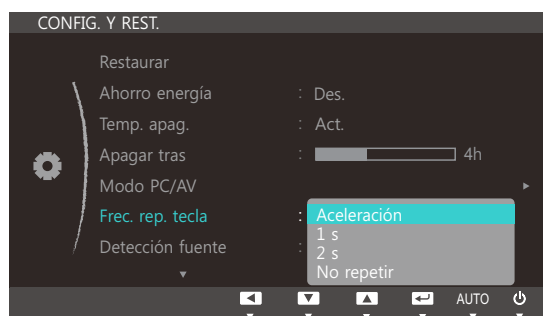 CONFIG. Y REST.
Restaurar
Ahorro energía : Des.
Temp. apag. : Act.
Apagar tras : 4h
Modo PC/AV
Frec. rep. tecla : Aceleración
1 s
Detección fuente : 2 s
No repetir
AUTO